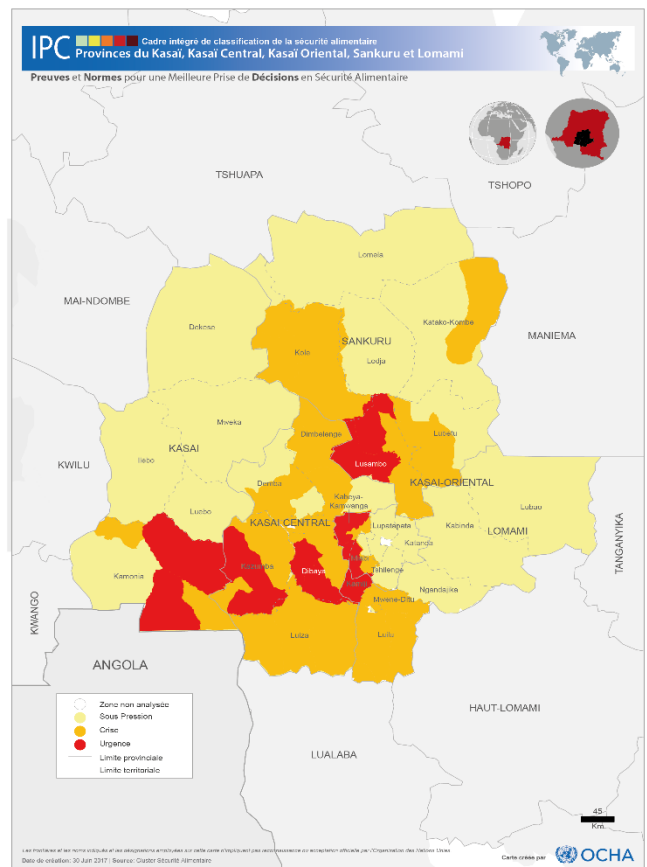 IPC Cadre intégré de classification de la sécurité alimentaire
Provinces du Kasaï, Kasaï Central, Kasaï Oriental, Sankuru et Lomami
Preuves et Normes pour une Meilleure Prise de Décisions en Sécurité Alimentaire
TSHUAPA
TSHOPO
Lomela
MAI-NDOMBE
Dekese
Katako-Kombe
SANKURU
MANIEMA
Kole
Lodja
Mweka
Dimbelenge
Lubefu
KASAI
Ilebo
Lusambo
KWILU
KASAI-ORIENTAL
Demba
Kabeya-
Kamwenga
Lubao
Luebo
KASAI CENTRAL
Lupatapata
Kabinda
LOMAMI
Katanda
TANGANYIKA
Kamonia
Dibaya
Tshilenge
Ngandajika
KWANGO
Mwene-Ditu
Luiza
Luilu
ANGOLA
HAUT-LOMAMI
LUALABA
Zone non analysée
Sous Pression
Crise
Urgence
Limite provinciale
Limite territoriale
45
Km
Date de création: 30 Juin 2017 | Source: Cluster Sécurité Alimentaire
Carte créée par OCHA